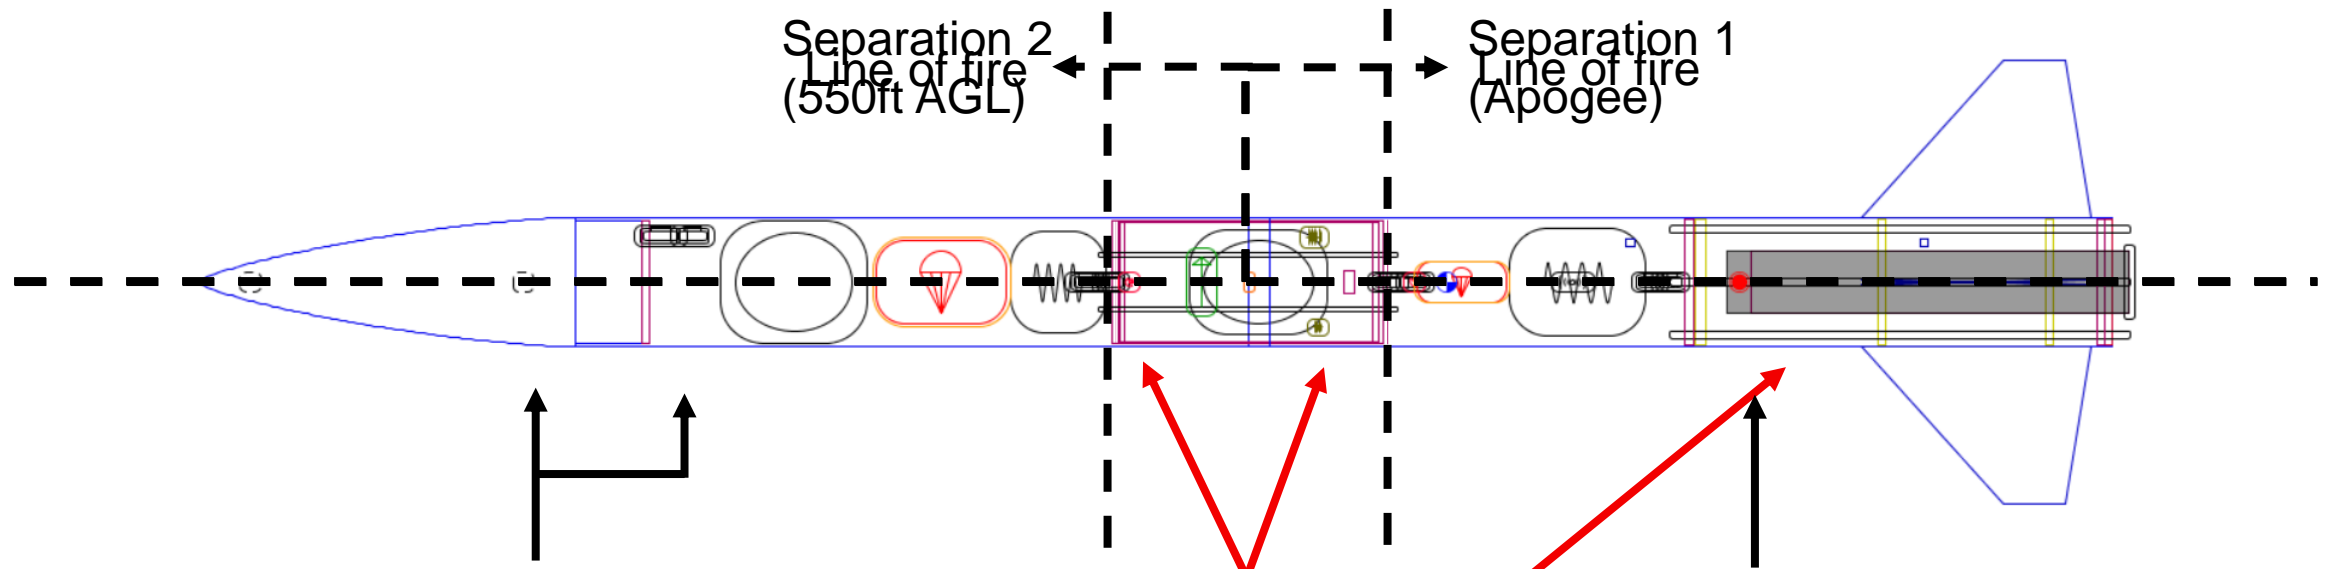 Separation 2
Line of fire
(550ft AGL)
Separation 1
Line of fire
(Apogee)